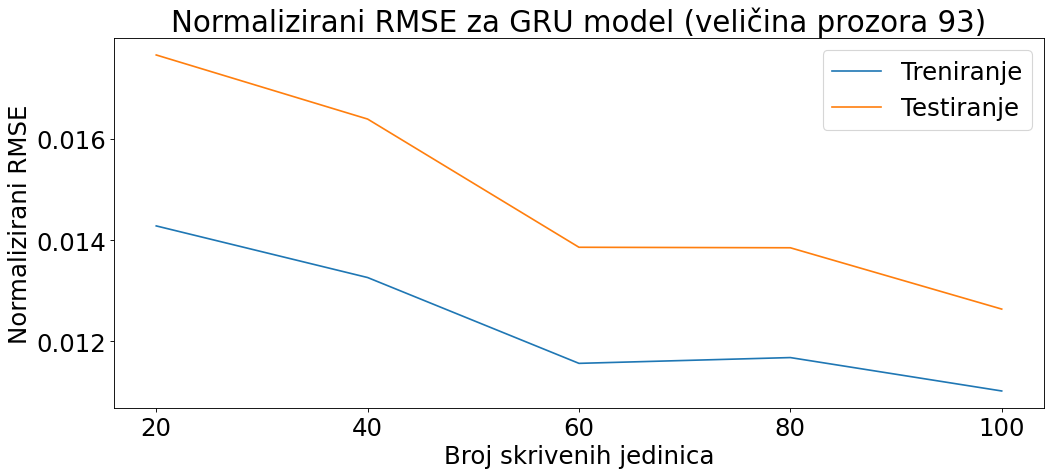 Normalizirani RMSE za GRU model (veličina prozora 93)
Treniranje
Testiranje
Normalizirani RMSE
0.016
0.014
0.012
20 40 60 80 100
Broj skrivenih jedinica